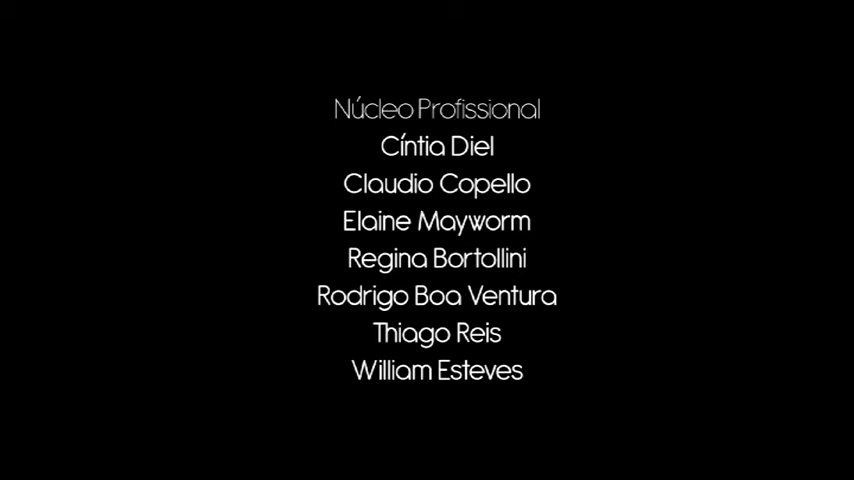 Núcleo Profissional
Cíntia Diel
Claudio Copello
Elaine Mayworm
Regina Bortollini
Rodrigo Boa Ventura
Thiago Reis
William Esteves